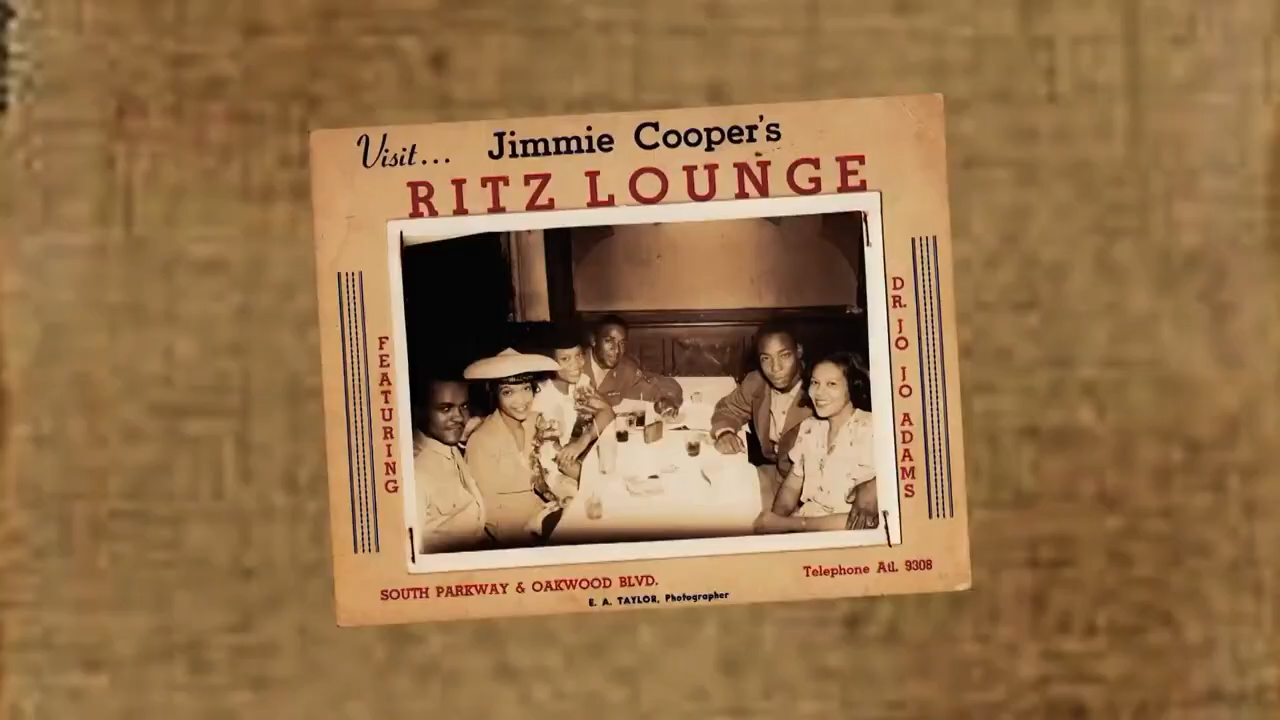 Visit... Jimmie Cooper's
RITZ LOUNGE
FEATURING
DR. JO JO ADAMS
SOUTH PARKWAY & OAKWOOD BLVD.
Telephone Atl. 9308
E. A. TAYLOR, Photographer